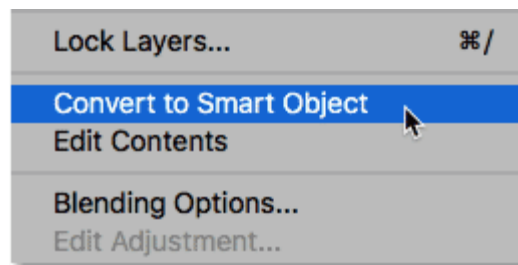 Lock Layers... ⌘/
Convert to Smart Object
Edit Contents
Blending Options...
Edit Adjustment...